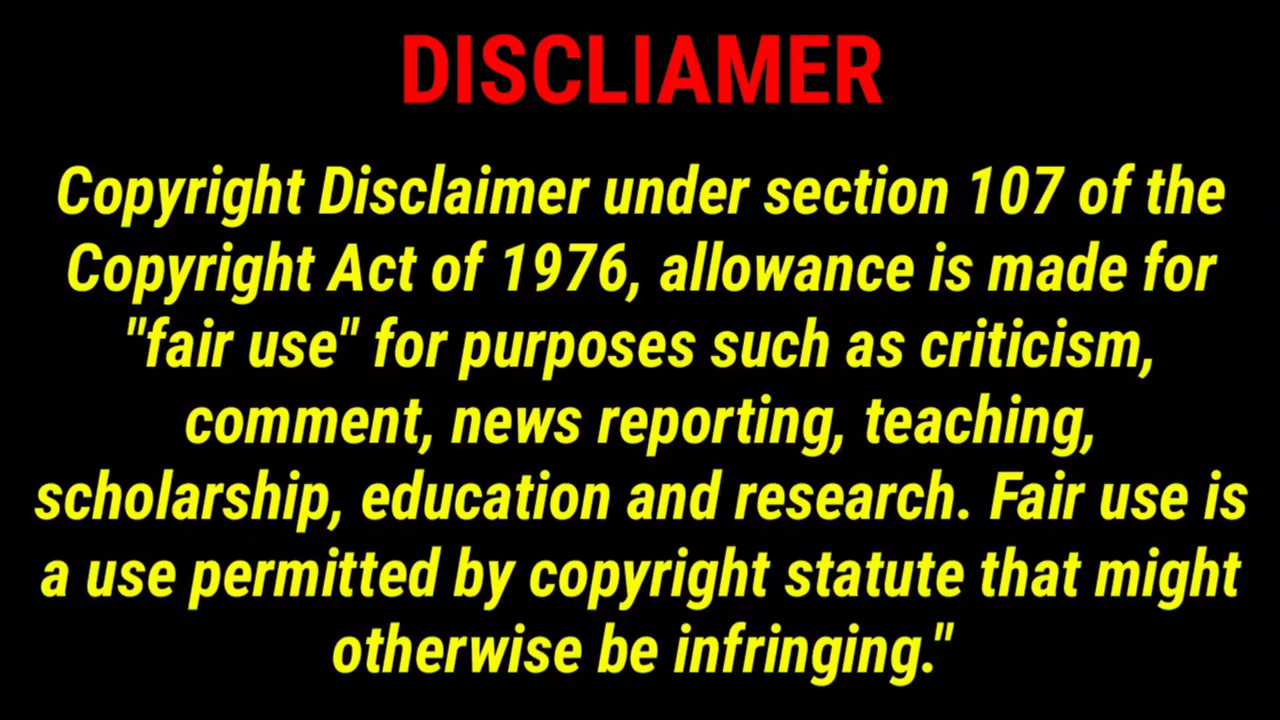 DISCLIAMER
Copyright Disclaimer under section 107 of the
Copyright Act of 1976, allowance is made for
"fair use" for purposes such as criticism,
comment, news reporting, teaching,
scholarship, education and research. Fair use is
a use permitted by copyright statute that might
otherwise be infringing."